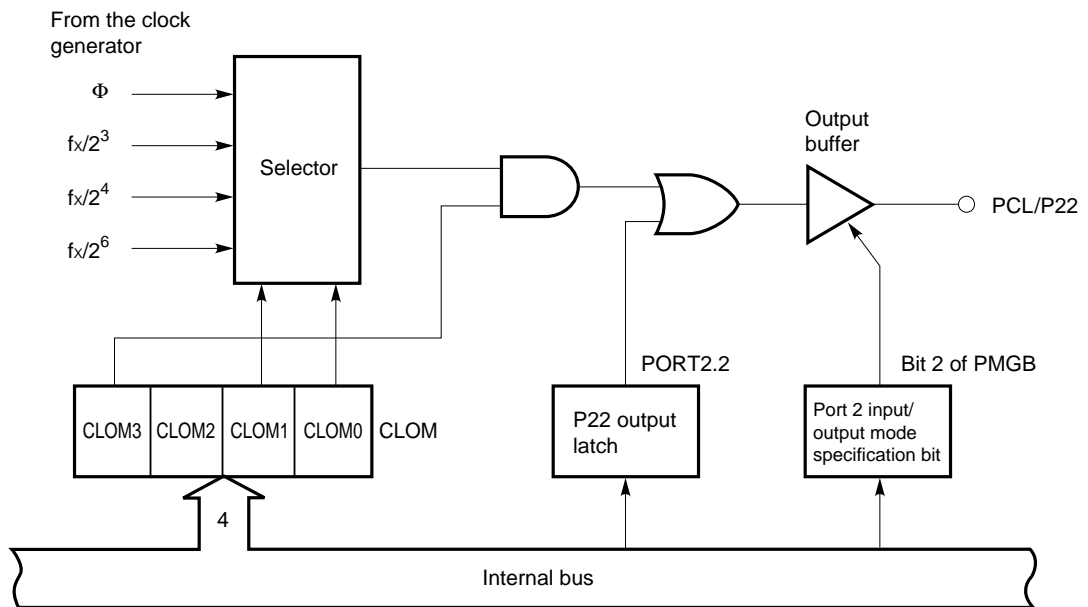 From the clock
generator
Φ
fx/2³
fx/2⁴
fx/2⁶
Selector
Output
buffer
PCL/P22
PORT2.2
Bit 2 of PMGB
CLOM3 CLOM2 CLOM1 CLOM0 CLOM
P22 output
latch
Port 2 input/
output mode
specification bit
4
Internal bus